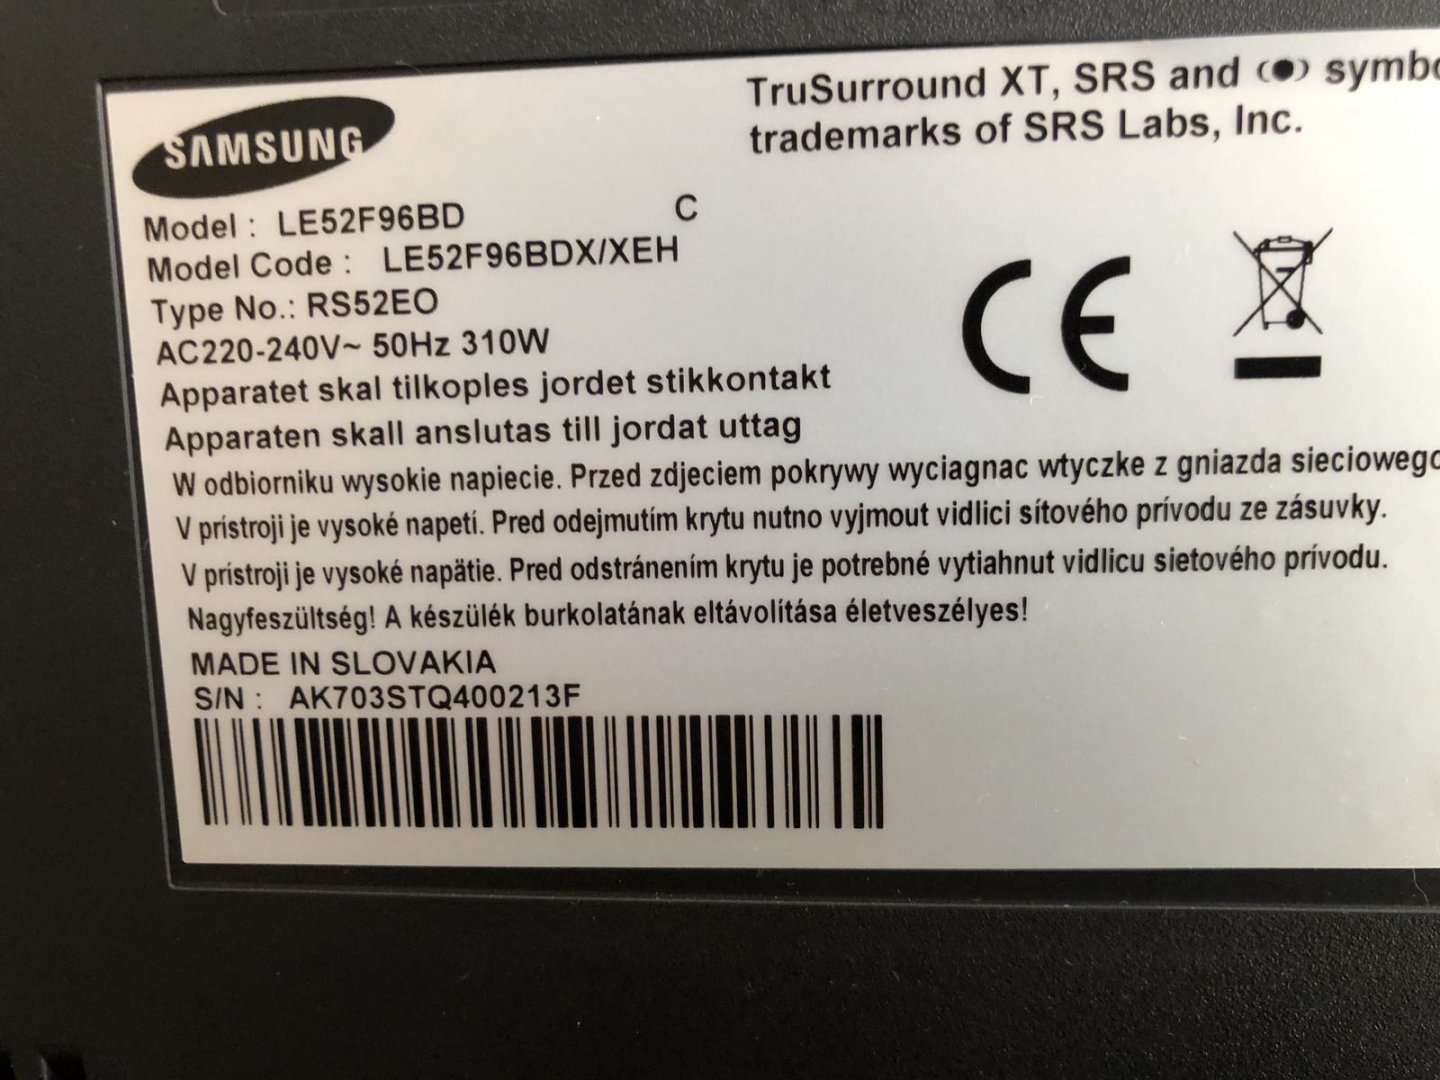 SAMSUNG
TruSurround XT, SRS and (●) symbo
trademarks of SRS Labs, Inc.
Model : LE52F96BD C
Model Code : LE52F96BDX/XEH
Type No.: RS52EO
AC220-240V~ 50Hz 310W
Apparatet skal tilkoples jordet stikkontakt
Apparaten skall anslutas till jordat uttag
W odbiorniku wysokie napiecie. Przed zdjeciem pokrywy wyciagnac wtyczke z gniazda sieciowego
V prístroji je vysoké napetí. Pred odejmutím krytu nutno vyjmout vidlici sítového prívodu ze zásuvky.
V prístroji je vysoké napätie. Pred odstránením krytu je potrebné vytiahnut vidlicu sietového prívodu.
Nagyfeszültség! A készülék burkolatának eltávolítása életveszélyes!
MADE IN SLOVAKIA
S/N : AK703STQ400213F
CE